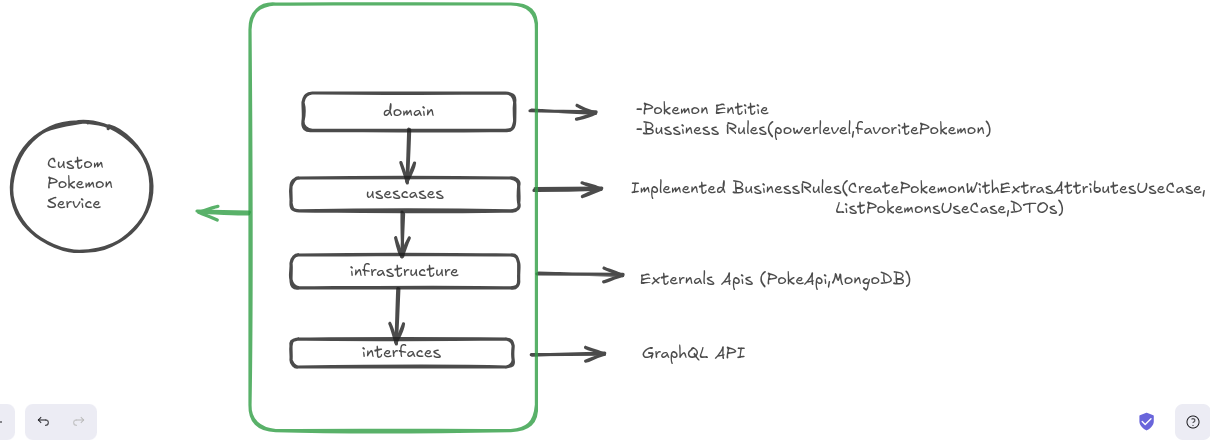 Custom
Pokemon
Service
domain
-Pokemon Entitie
-Bussiness Rules(powerlevel,favoritePokemon)
usescases
Implemented BusinessRules(CreatePokemonWithExtrasAttributesUseCase,
ListPokemonsUseCase,DTOs)
infrastructure
Externals Apis (PokeApi,MongoDB)
interfaces
GraphQL API